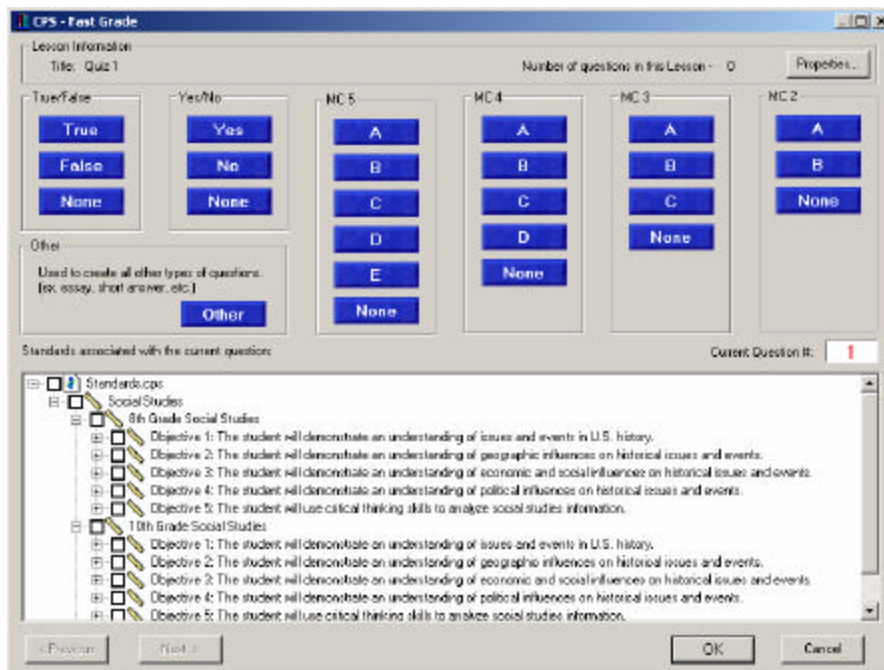 CPS - Fast Grade
Lesson Information
Title: Quiz 1
Number of questions in this Lesson - 0
Properties...
True/False
True
False
None
Yes/No
Yes
No
None
MC 5
A
B
C
D
E
None
MC 4
A
B
C
D
None
MC 3
A
B
C
None
MC 2
A
B
None
Other
Used to create all other types of questions.
(ex. essay, short answer, etc.)
Other
Standards associated with the current question:
Current Question #: 1
Standards.cps
Social Studies
8th Grade Social Studies
Objective 1: The student will demonstrate an understanding of issues and events in U.S. history.
Objective 2: The student will demonstrate an understanding of geographic influences on historical issues and events.
Objective 3: The student will demonstrate an understanding of economic and social influences on historical issues and events.
Objective 4: The student will demonstrate an understanding of political influences on historical issues and events.
Objective 5: The student will use critical thinking skills to analyze social studies information.
10th Grade Social Studies
Objective 1: The student will demonstrate an understanding of issues and events in U.S. history.
Objective 2: The student will demonstrate an understanding of geographic influences on historical issues and events.
Objective 3: The student will demonstrate an understanding of economic and social influences on historical issues and events.
Objective 4: The student will demonstrate an understanding of political influences on historical issues and events.
Objective 5: The student will use critical thinking skills to analyze social studies information.
< Previous
Next >
OK
Cancel